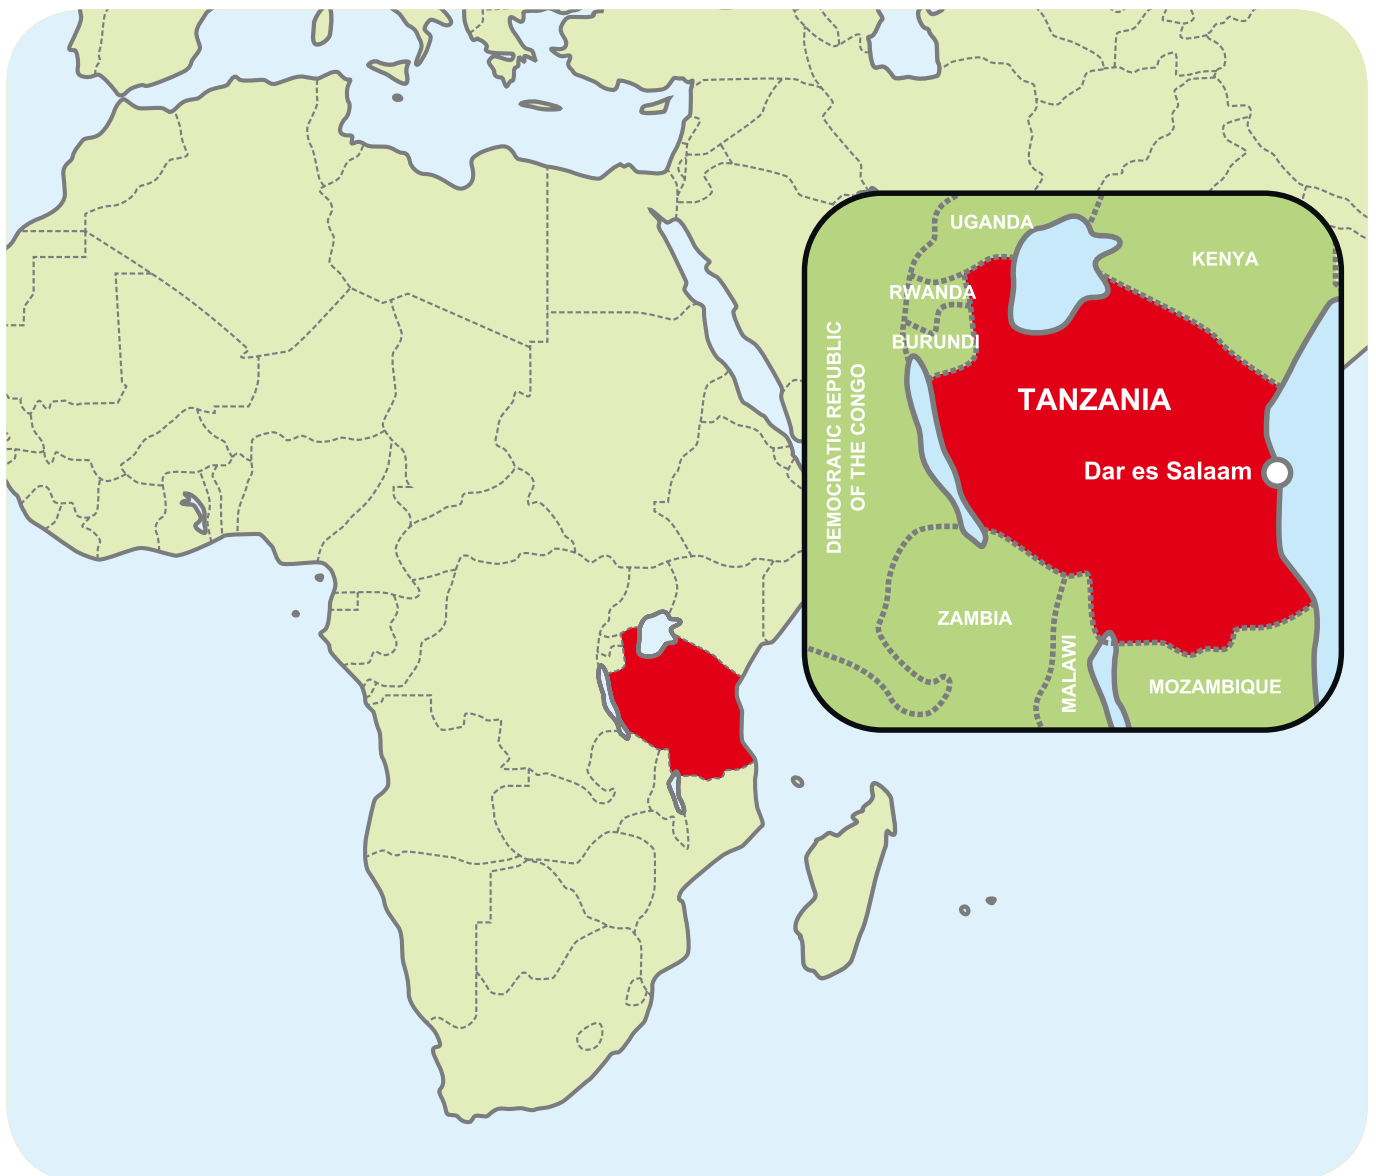 UGANDA
KENYA
RWANDA
BURUNDI
DEMOCRATIC REPUBLIC
OF THE CONGO
TANZANIA
Dar es Salaam
ZAMBIA
MALAWI
MOZAMBIQUE